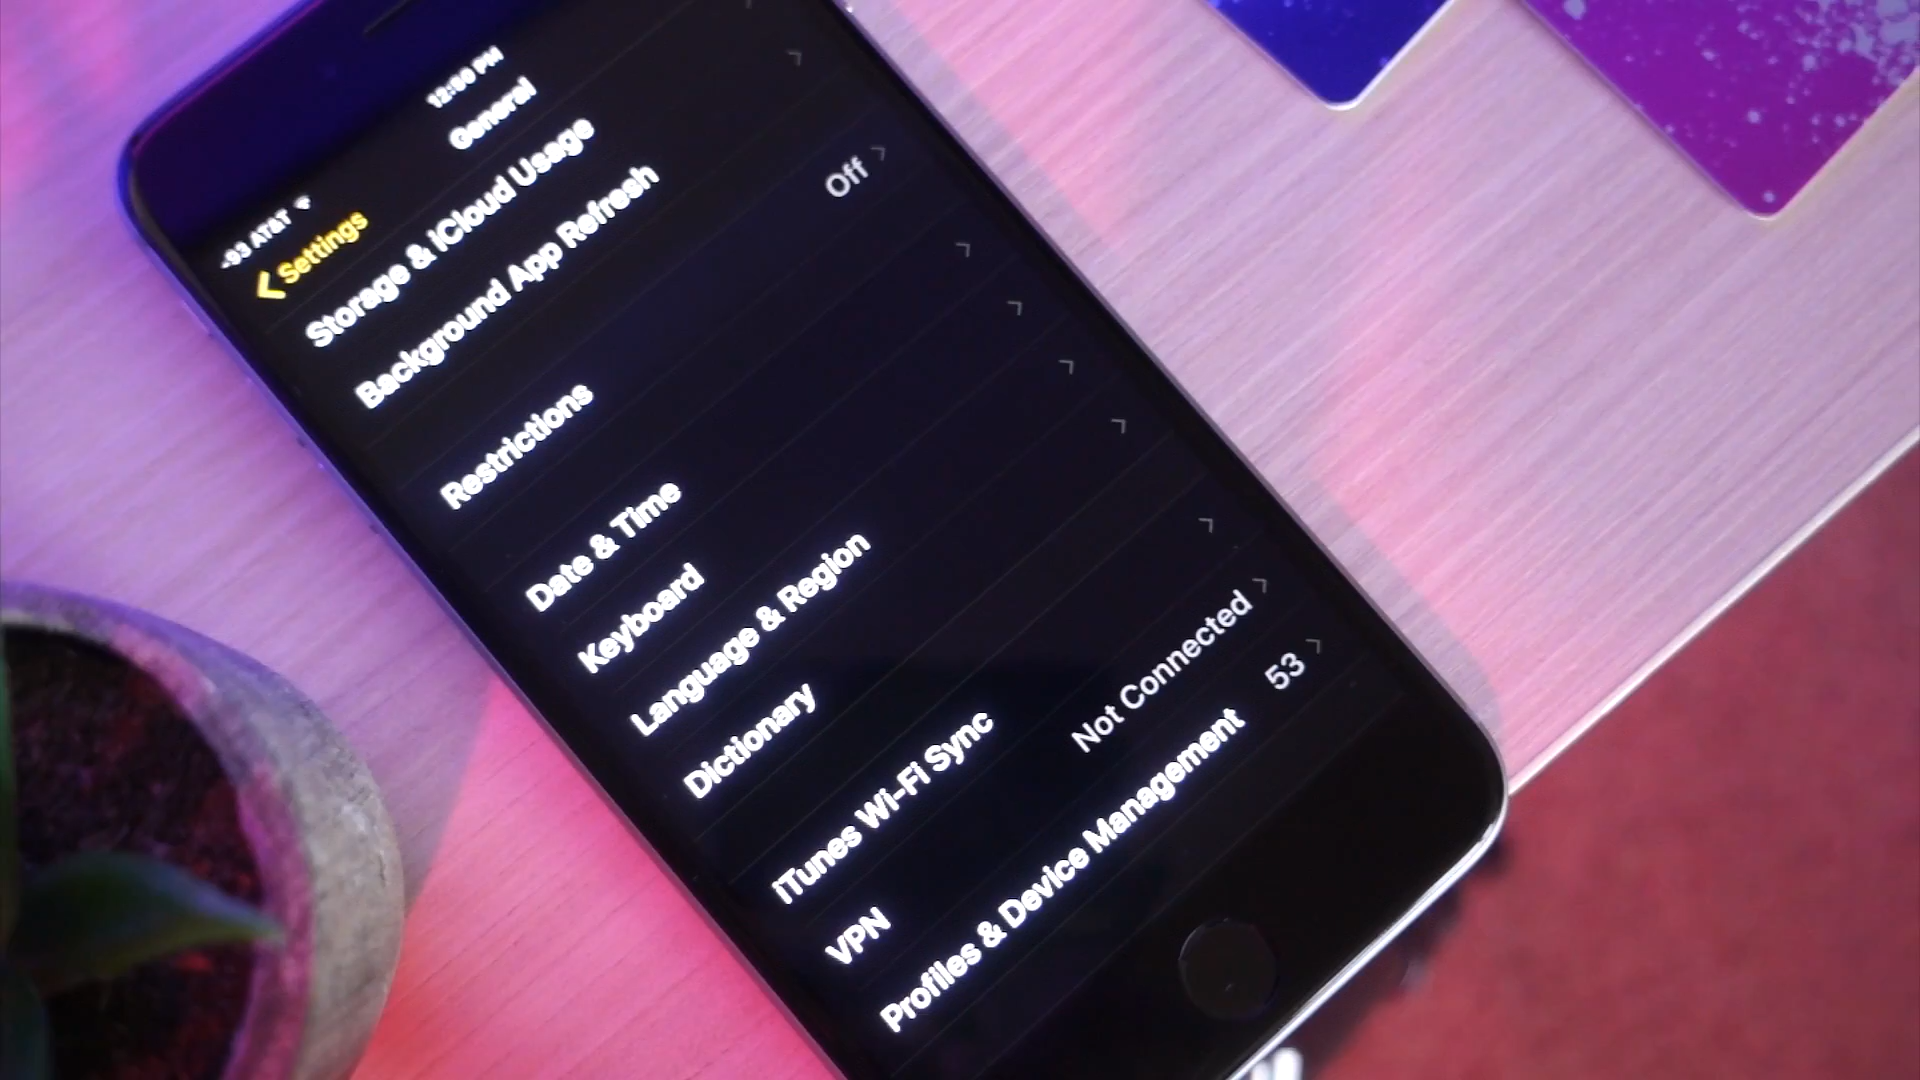 -93 AT&T 12:50 PM
Settings General
Storage & iCloud Usage
Background App Refresh
Restrictions Off
Date & Time
Keyboard
Language & Region
Dictionary
iTunes Wi-Fi Sync
VPN Not Connected
Profiles & Device Management 53